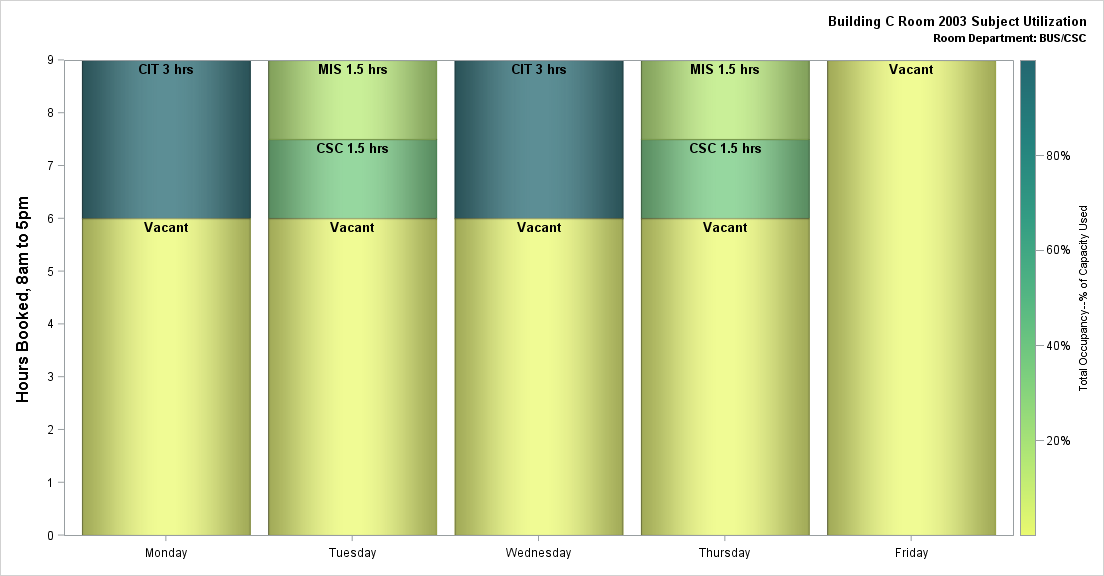 Building C Room 2003 Subject Utilization
Room Department: BUS/CSC
Hours Booked, 8am to 5pm
9
8
7
6
5
4
3
2
1
0
CIT 3 hrs
Vacant
MIS 1.5 hrs
CSC 1.5 hrs
Vacant
CIT 3 hrs
Vacant
MIS 1.5 hrs
CSC 1.5 hrs
Vacant
Vacant
Monday
Tuesday
Wednesday
Thursday
Friday
80%
60%
40%
20%
Total Occupancy--% of Capacity Used